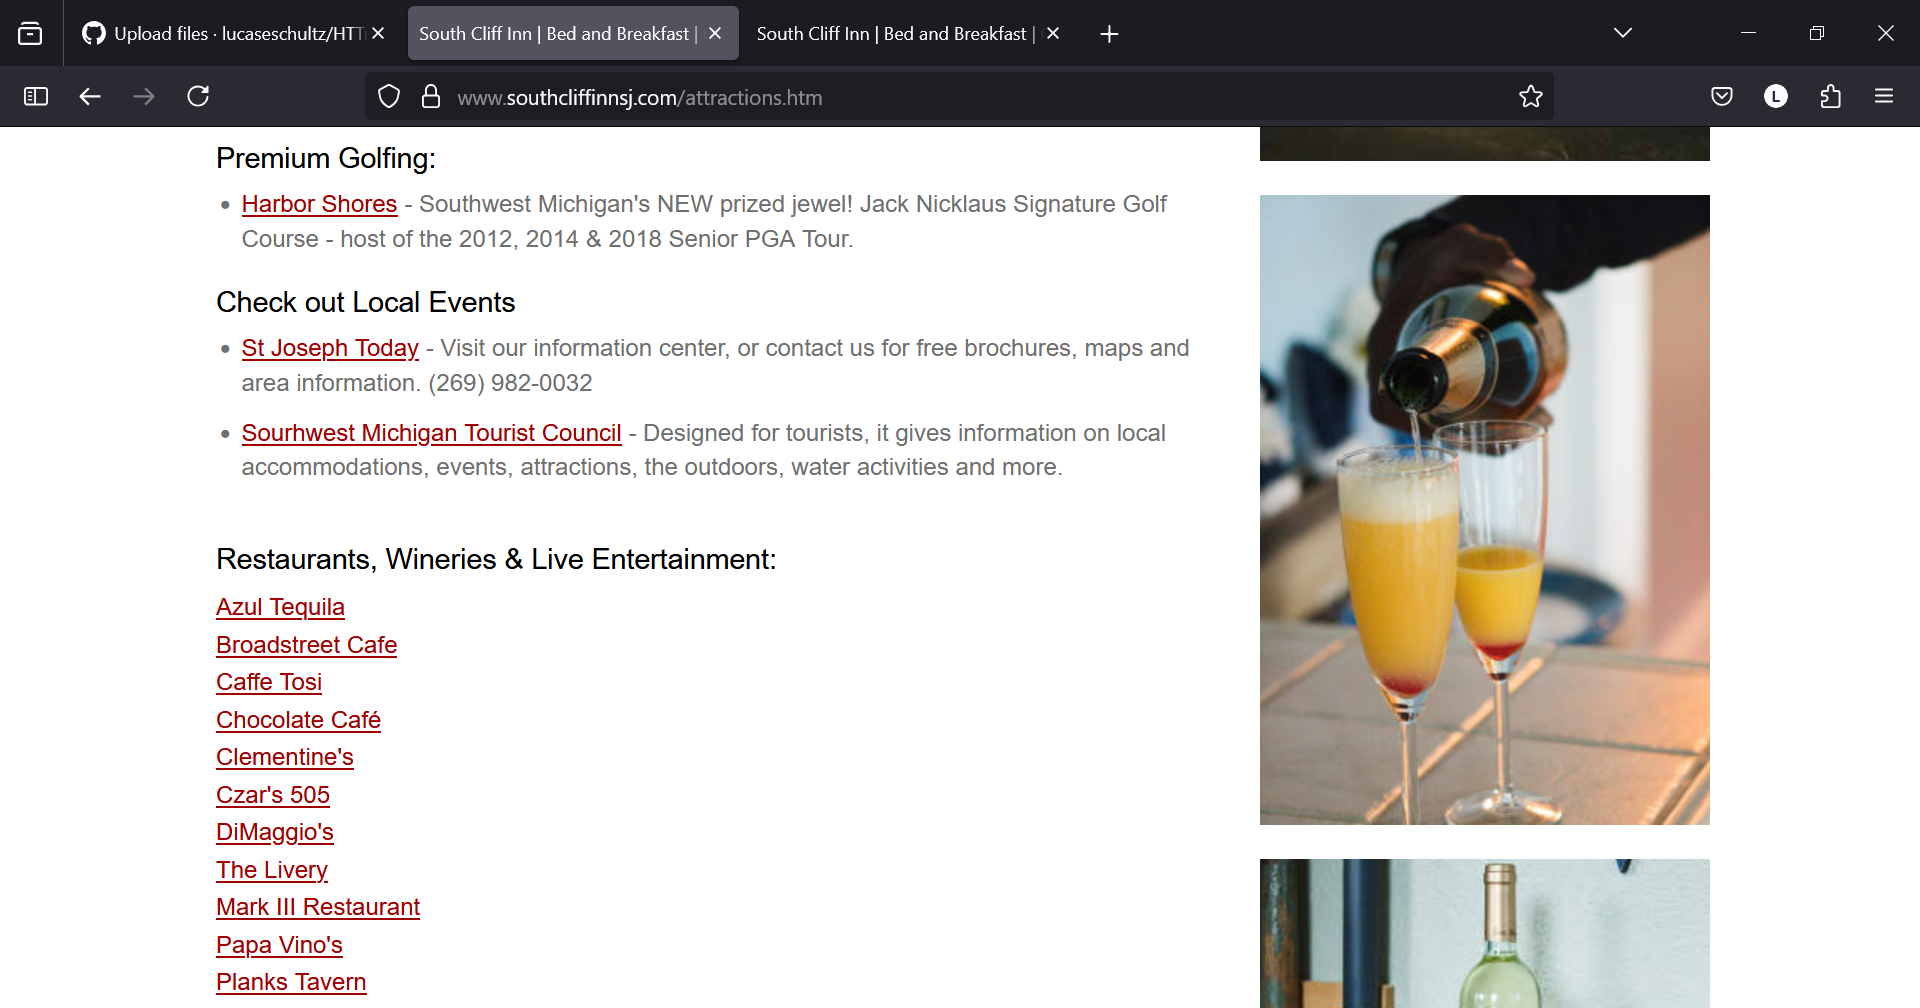 Upload files · lucaseschultz/HTT
South Cliff Inn | Bed and Breakfast |
South Cliff Inn | Bed and Breakfast |
www.southcliffinnsj.com/attractions.htm
L
Premium Golfing:
Harbor Shores - Southwest Michigan's NEW prized jewel! Jack Nicklaus Signature Golf
Course - host of the 2012, 2014 & 2018 Senior PGA Tour.
Check out Local Events
St Joseph Today - Visit our information center, or contact us for free brochures, maps and
area information. (269) 982-0032
Sourhwest Michigan Tourist Council - Designed for tourists, it gives information on local
accommodations, events, attractions, the outdoors, water activities and more.
Restaurants, Wineries & Live Entertainment:
Azul Tequila
Broadstreet Cafe
Caffe Tosi
Chocolate Café
Clementine's
Czar's 505
DiMaggio's
The Livery
Mark III Restaurant
Papa Vino's
Planks Tavern